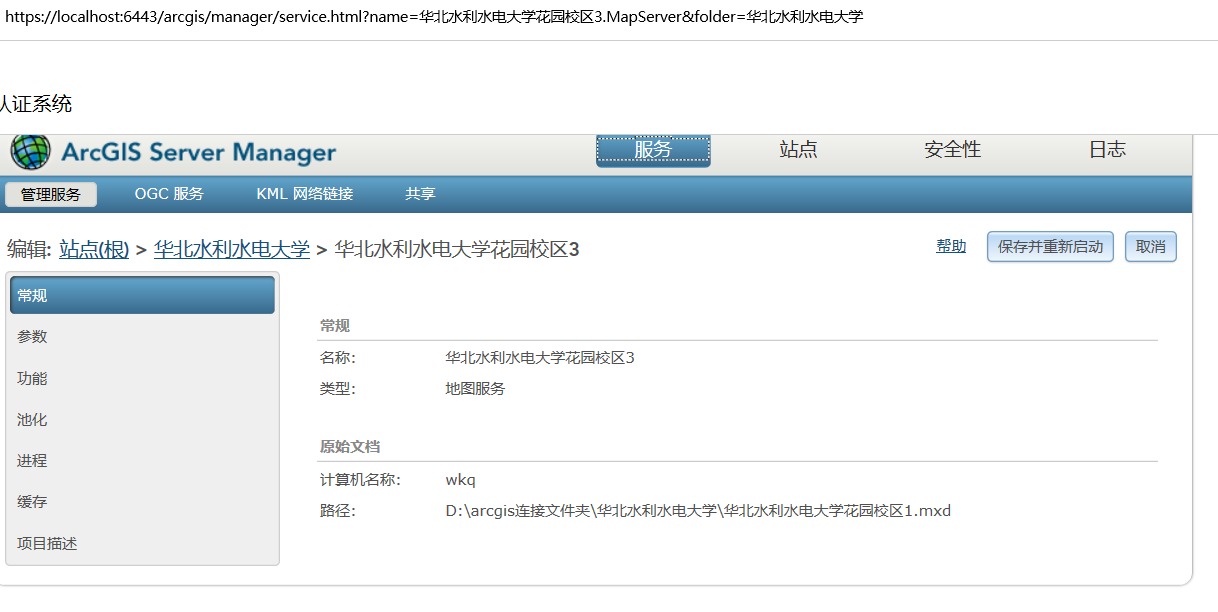 https://localhost:6443/arcgis/manager/service.html?name=华北水利水电大学花园校区3.MapServer&folder=华北水利水电大学
认证系统
ArcGIS Server Manager 服务 站点 安全性 日志
管理服务 OGC 服务 KML 网络链接 共享
编辑: 站点(根) > 华北水利水电大学 > 华北水利水电大学花园校区3 帮助 保存并重新启动 取消
常规
参数
功能
池化
进程
缓存
项目描述
常规
名称: 华北水利水电大学花园校区3
类型: 地图服务
原始文档
计算机名称: wkq
路径: D:\arcgis连接文件夹\华北水利水电大学\华北水利水电大学花园校区1.mxd